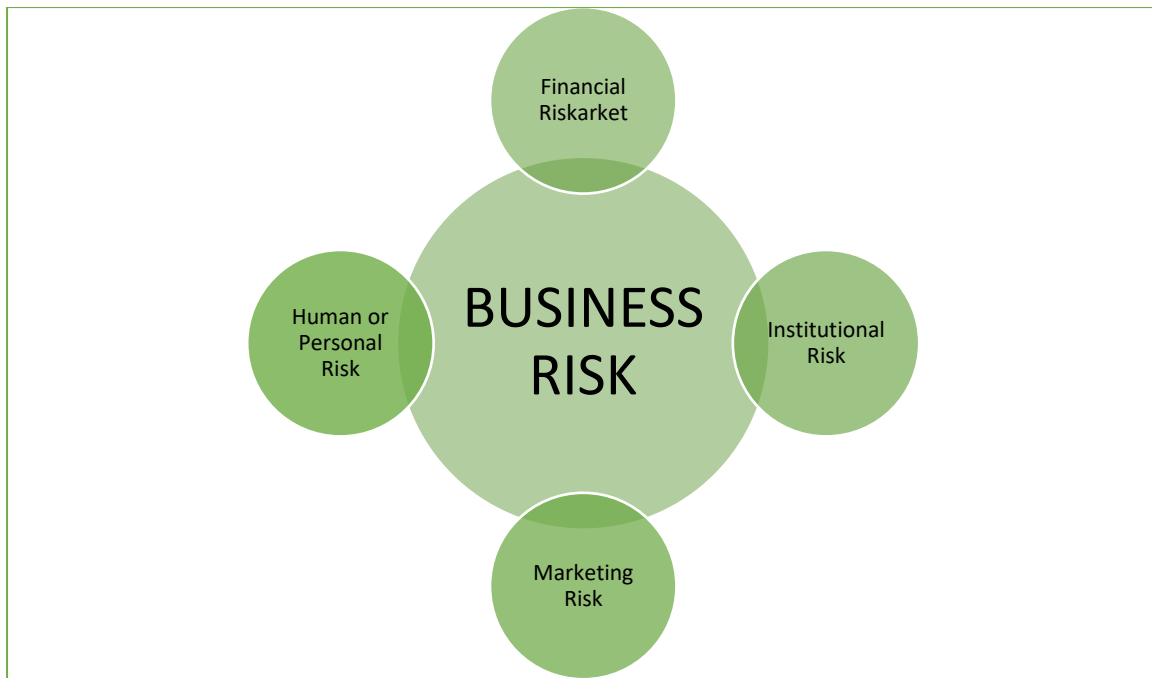 Financial
Riskarket
BUSINESS
RISK
Human or
Personal
Risk
Institutional
Risk
Marketing
Risk